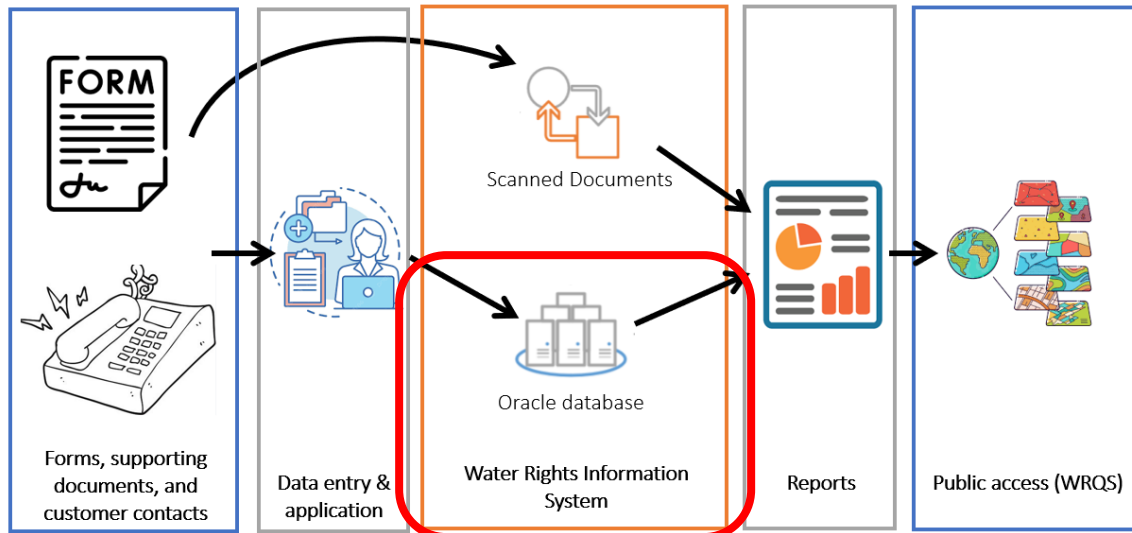 FORM
Scanned Documents
Oracle database
Forms, supporting
documents, and
customer contacts
Data entry &
application
Water Rights Information
System
Reports
Public access (WRQS)